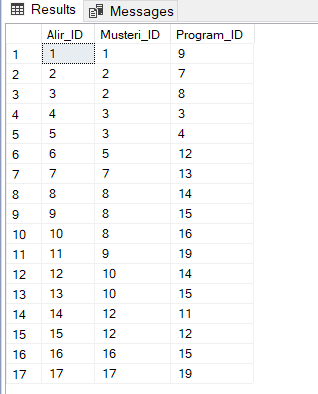 Results Messages
Alir_ID Musteri_ID Program_ID
1 1 1 9
2 2 2 7
3 3 2 8
4 4 3 3
5 5 3 4
6 6 5 12
7 7 7 13
8 8 8 14
9 9 8 15
10 10 8 16
11 11 9 19
12 12 10 14
13 13 10 15
14 14 12 11
15 15 12 12
16 16 16 15
17 17 17 19